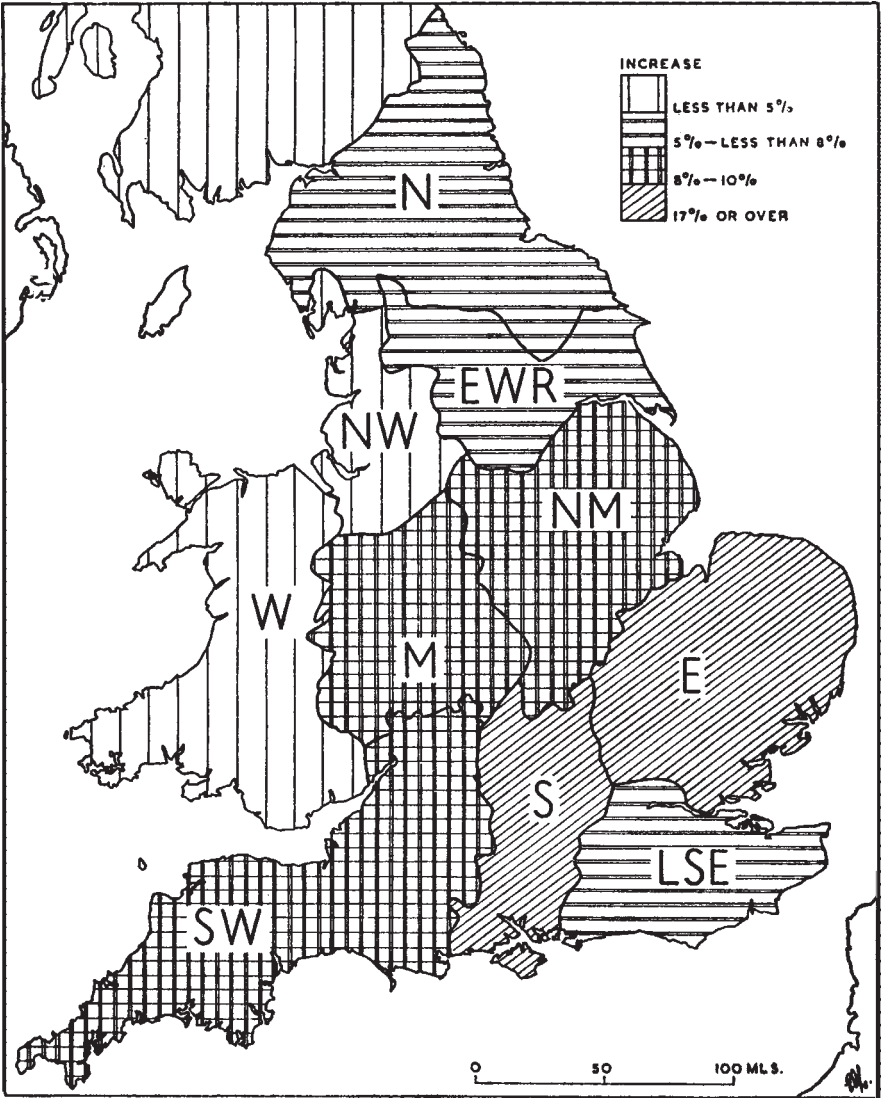 INCREASE
LESS THAN 5%
5%—LESS THAN 8%
8%—10%
17% OR OVER
N
EWR
NW
NM
W
M
E
S
LSE
SW
0 50 100 MLS.